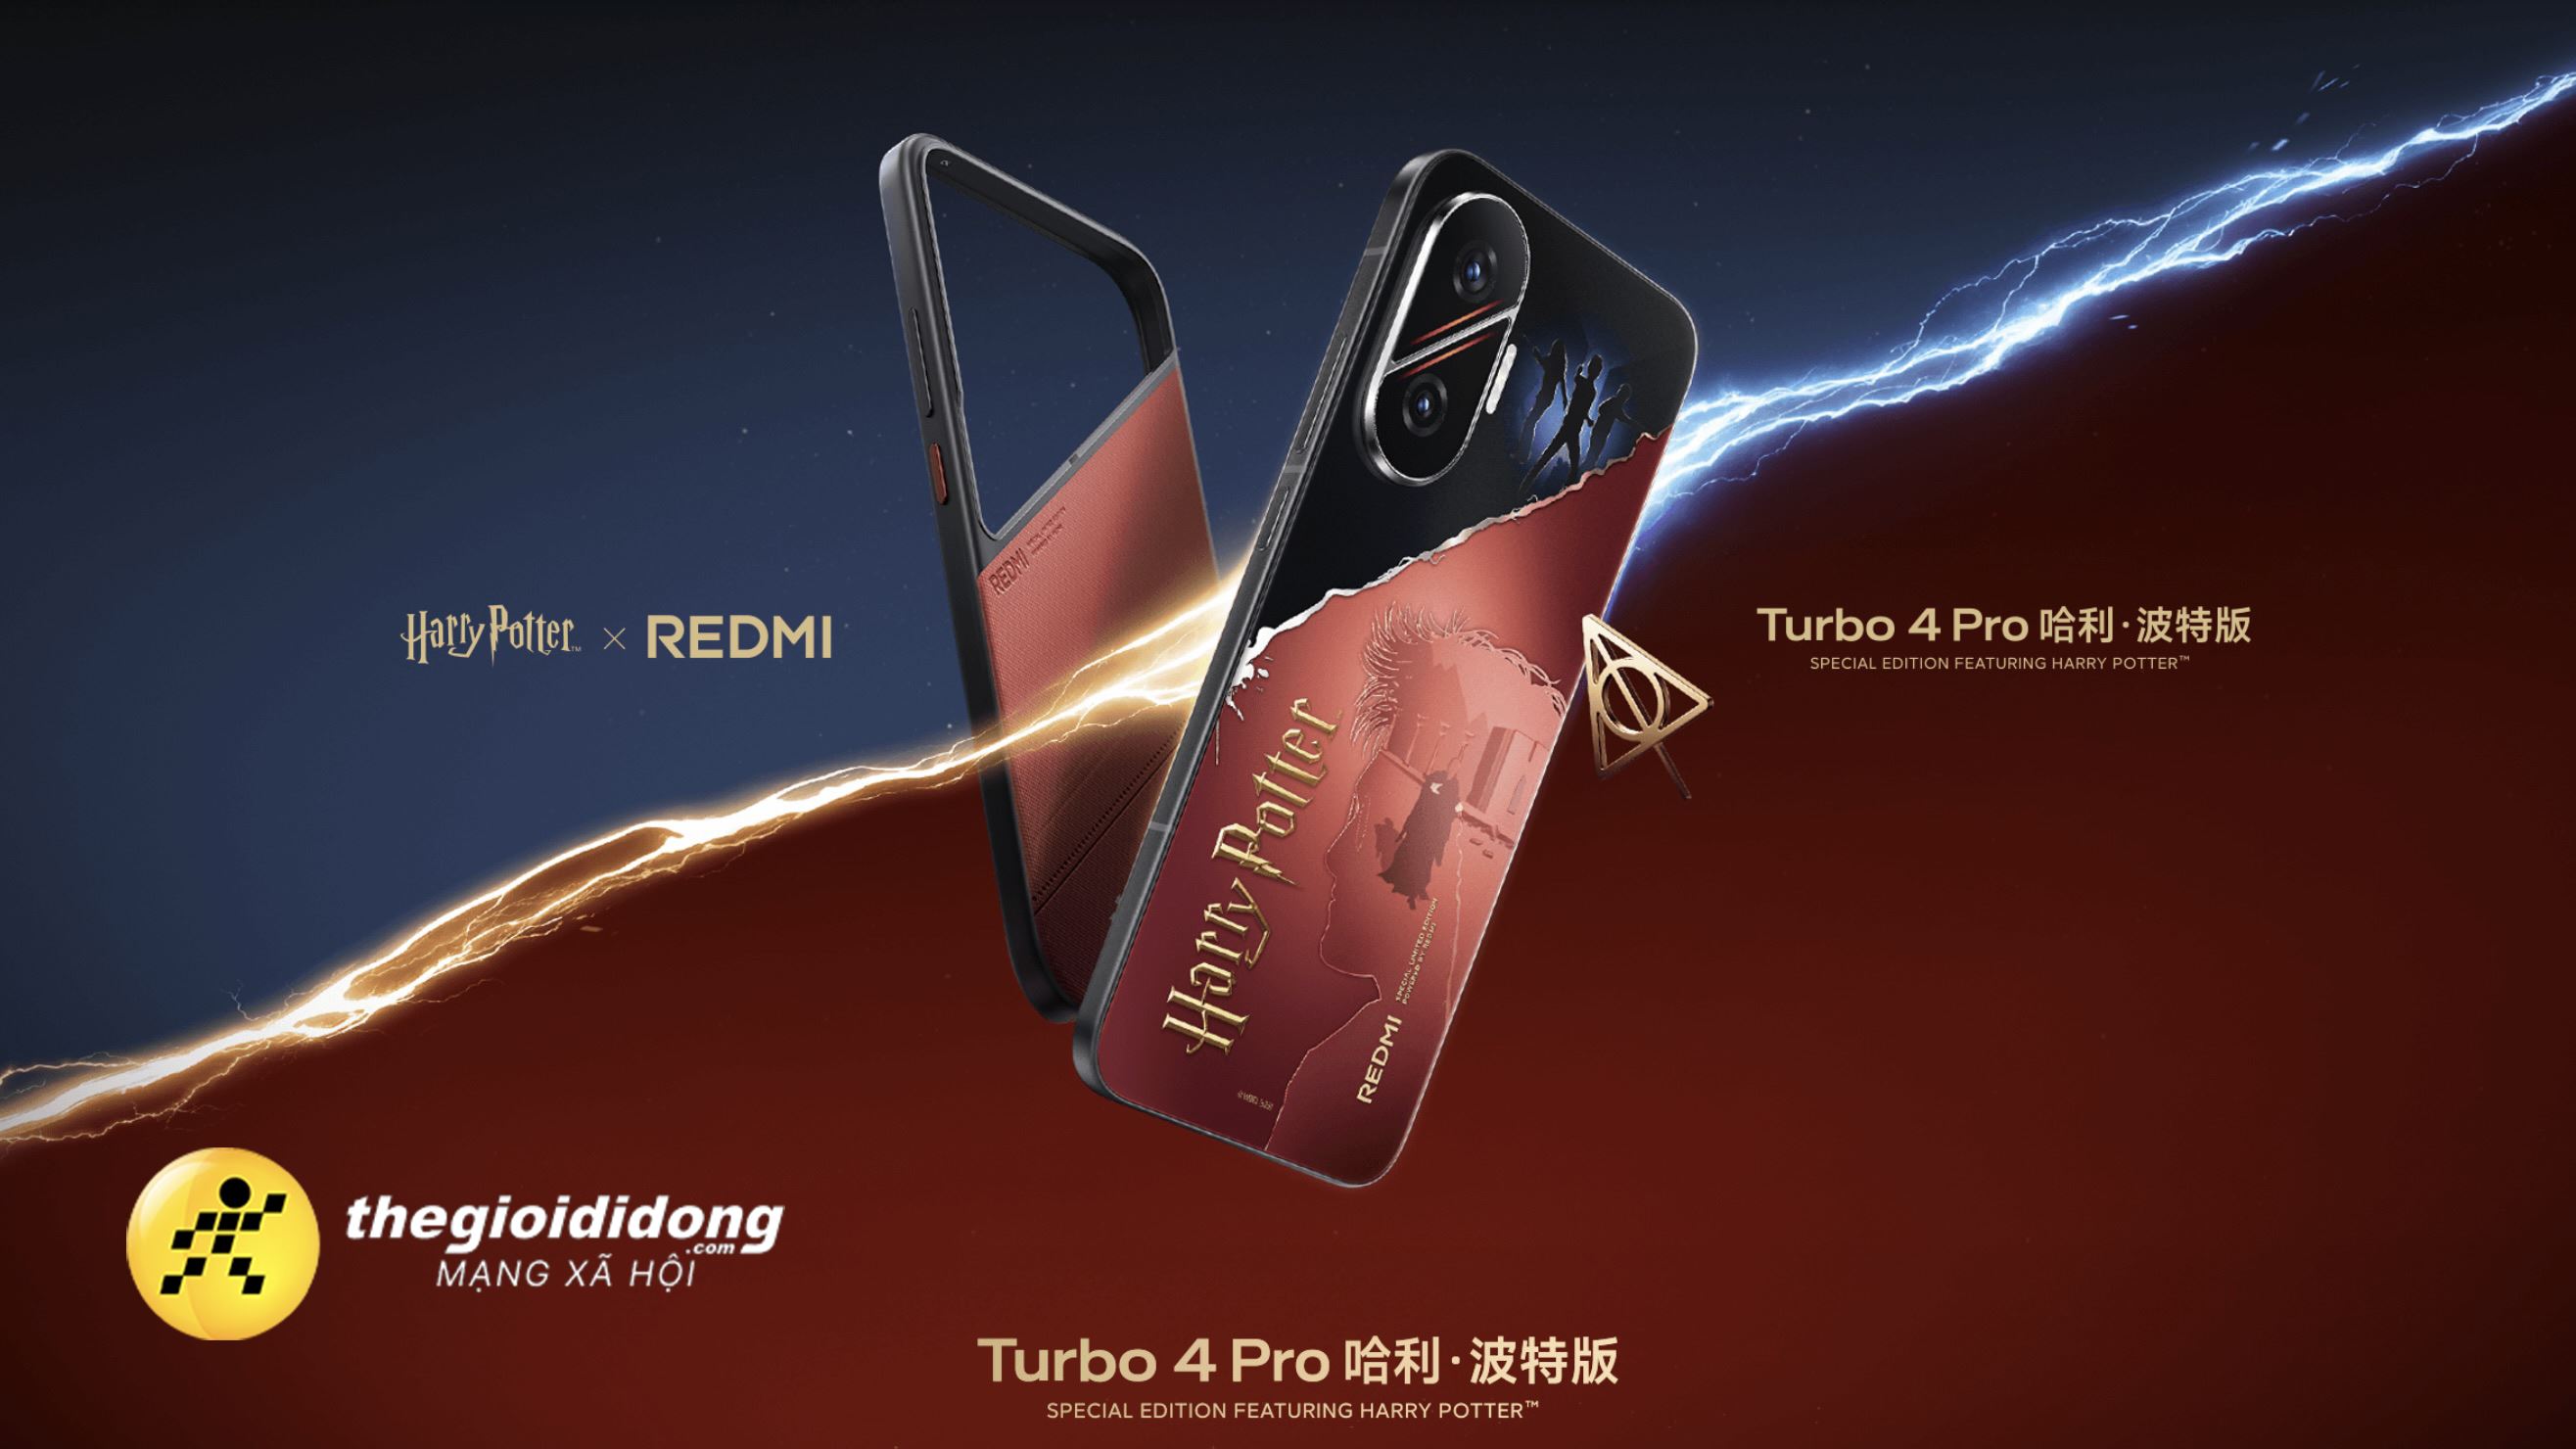 REDMI
Harry Potter™ × REDMI
Turbo 4 Pro 哈利·波特版
SPECIAL EDITION FEATURING HARRY POTTER™
Harry Potter
REDMI
SPECIAL LIMITED EDITION
POWERED BY REDMI
thegioididong
.com
MẠNG XÃ HỘI
Turbo 4 Pro 哈利·波特版
SPECIAL EDITION FEATURING HARRY POTTER™